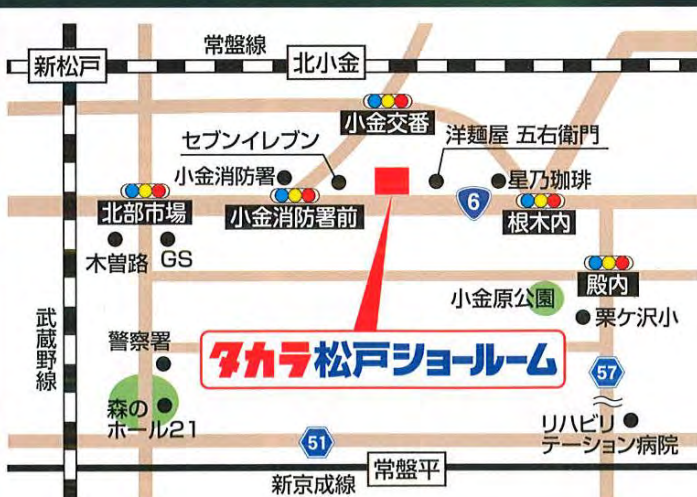 常盤線
新松戸
北小金
小金交番
セブンイレブン
洋麺屋 五右衛門
小金消防署
星乃珈琲
北部市場
小金消防署前
6
根木内
木曽路
GS
殿内
小金原公園
栗ケ沢小
武蔵野線
警察署
タカラ松戸ショールーム
57
森の
ホール21
リハビリ
テーション病院
51
常盤平
新京成線